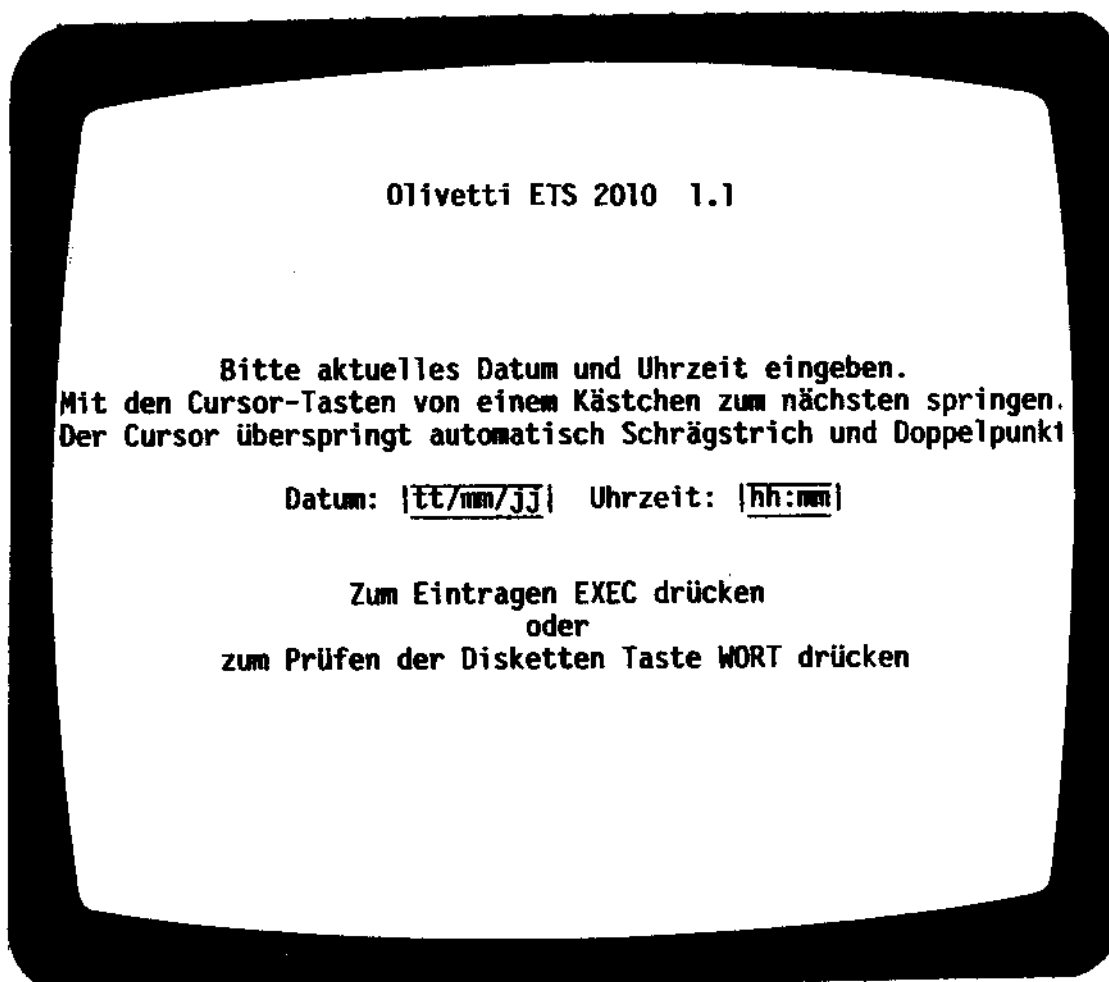 Olivetti ETS 2010 1.1
Bitte aktuelles Datum und Uhrzeit eingeben.
Mit den Cursor-Tasten von einem Kästchen zum nächsten springen.
Der Cursor überspringt automatisch Schrägstrich und Doppelpunkt
Datum: |tt/mm/jj| Uhrzeit: |hh:mm|
Zum Eintragen EXEC drücken
oder
zum Prüfen der Disketten Taste WORT drücken